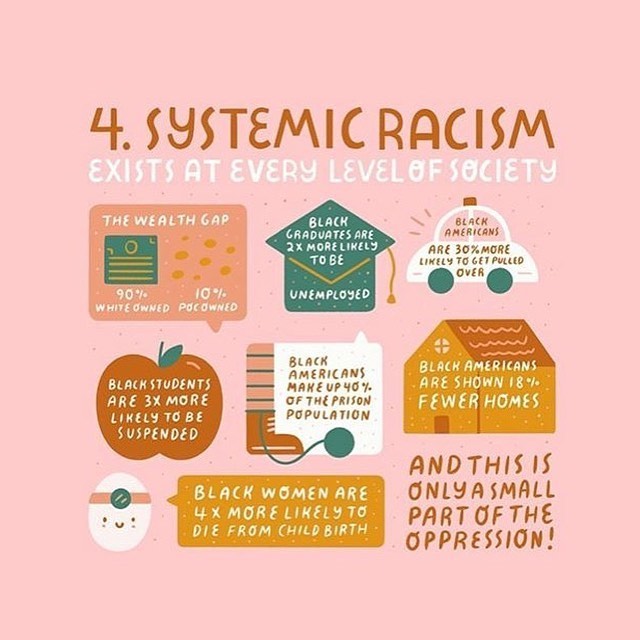 4. SYSTEMIC RACISM
EXISTS AT EVERY LEVEL OF SOCIETY
THE WEALTH GAP
90%
WHITE OWNED
10%
POC OWNED
BLACK
GRADUATES ARE
2X MORE LIKELY
TO BE
UNEMPLOYED
BLACK
AMERICANS
ARE 30% MORE
LIKELY TO GET PULLED
OVER
BLACK STUDENTS
ARE 3X MORE
LIKELY TO BE
SUSPENDED
BLACK
AMERICANS
MAKE UP 40%
OF THE PRISON
POPULATION
BLACK AMERICANS
ARE SHOWN 18%
FEWER HOMES
BLACK WOMEN ARE
4X MORE LIKELY TO
DIE FROM CHILD BIRTH
AND THIS IS
ONLY A SMALL
PART OF THE
OPPRESSION!